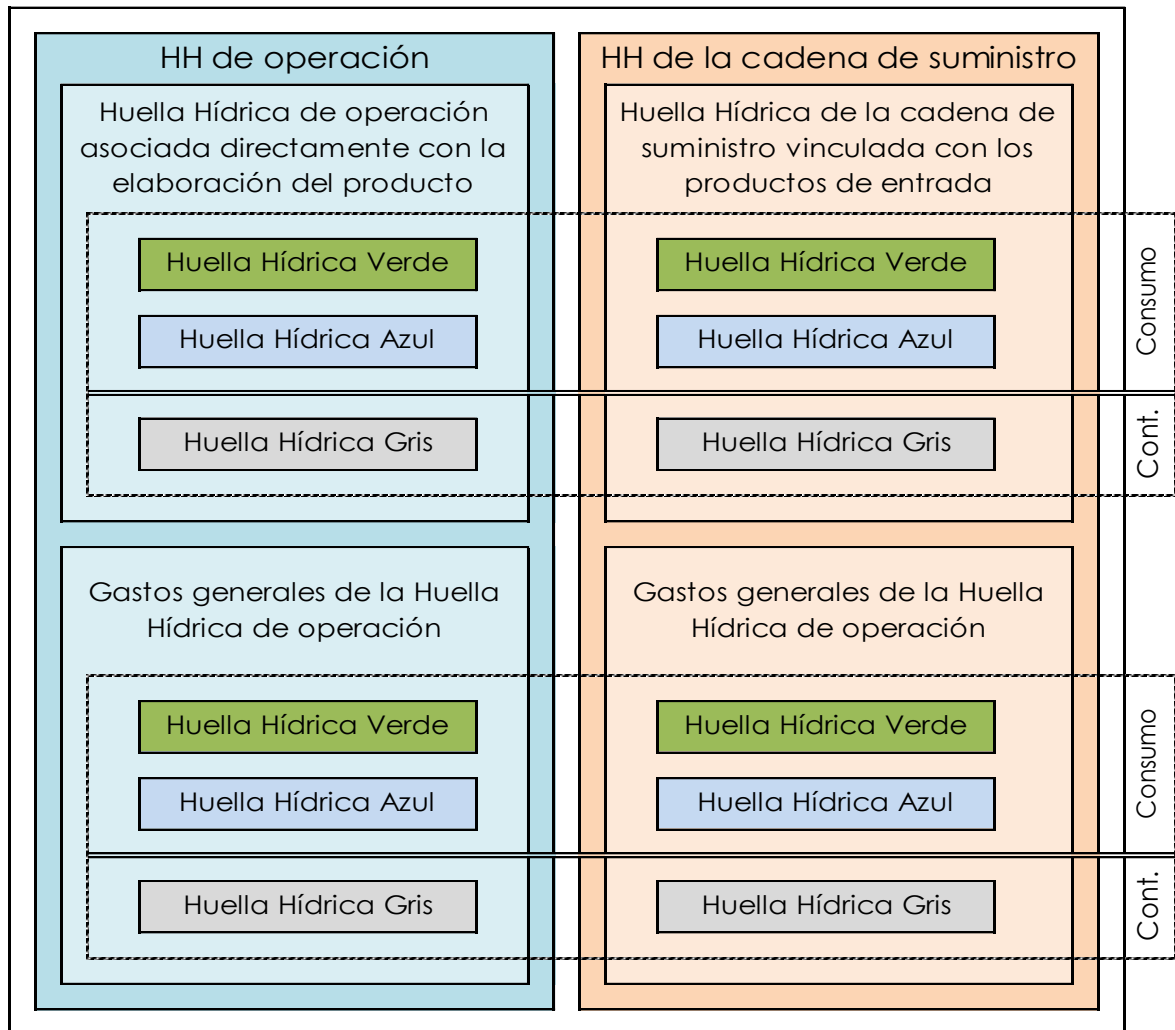 HH de operación
Huella Hídrica de operación
asociada directamente con la
elaboración del producto
Huella Hídrica Verde
Huella Hídrica Azul
Huella Hídrica Gris
Gastos generales de la Huella
Hídrica de operación
Huella Hídrica Verde
Huella Hídrica Azul
Huella Hídrica Gris
HH de la cadena de suministro
Huella Hídrica de la cadena de
suministro vinculada con los
productos de entrada
Huella Hídrica Verde
Huella Hídrica Azul
Huella Hídrica Gris
Gastos generales de la Huella
Hídrica de operación
Huella Hídrica Verde
Huella Hídrica Azul
Huella Hídrica Gris
Consumo
Cont.
Consumo
Cont.